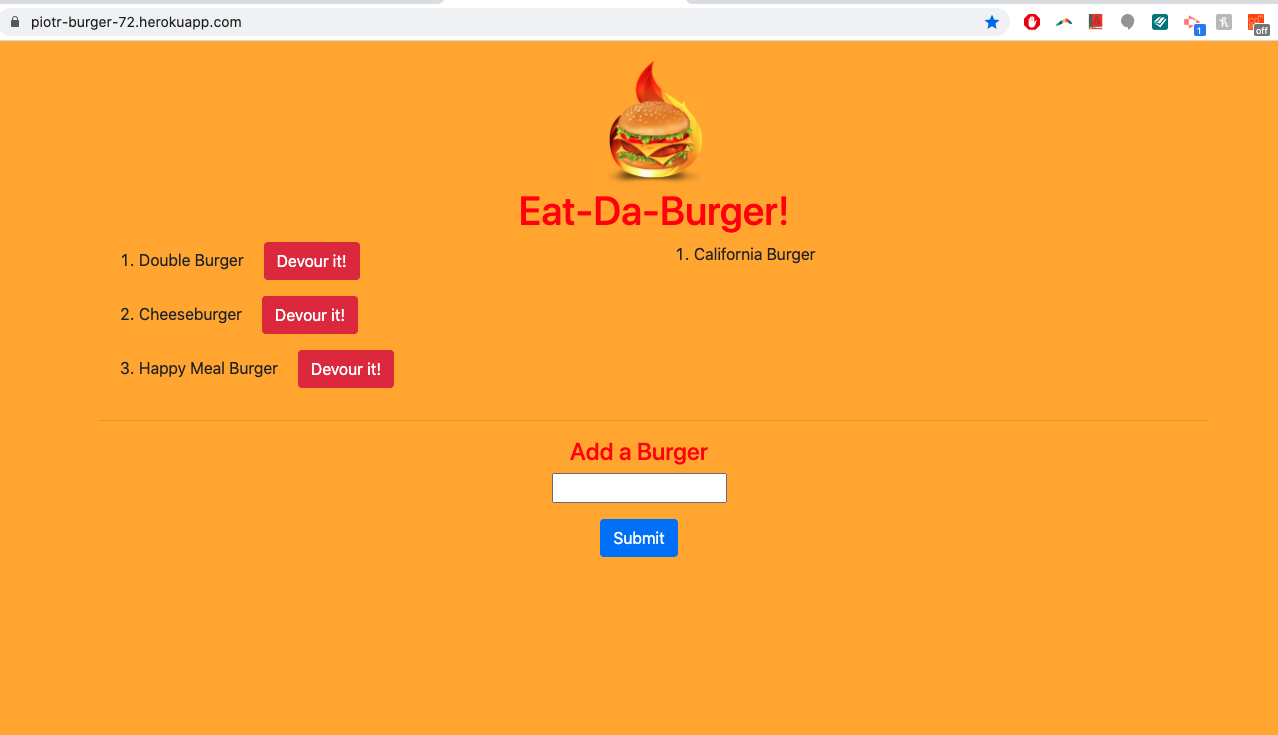 piotr-burger-72.herokuapp.com
1
off
Eat-Da-Burger!
1. Double Burger Devour it!
2. Cheeseburger Devour it!
3. Happy Meal Burger Devour it!
1. California Burger
Add a Burger
Submit